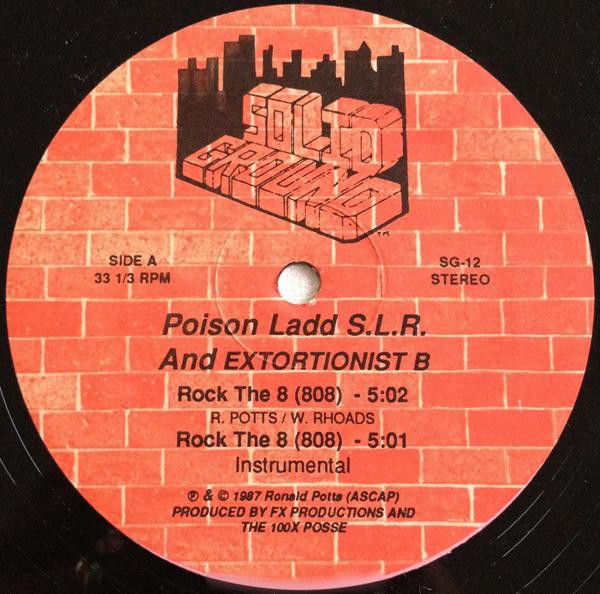 SOLID
GROUND
TM
SIDE A
33 1/3 RPM
SG-12
STEREO
Poison Ladd S.L.R.
And EXTORTIONIST B
Rock The 8 (808) - 5:02
R. POTTS / W. RHOADS
Rock The 8 (808) - 5:01
Instrumental
℗ & © 1987 Ronald Potts (ASCAP)
PRODUCED BY FX PRODUCTIONS AND
THE 100X POSSE